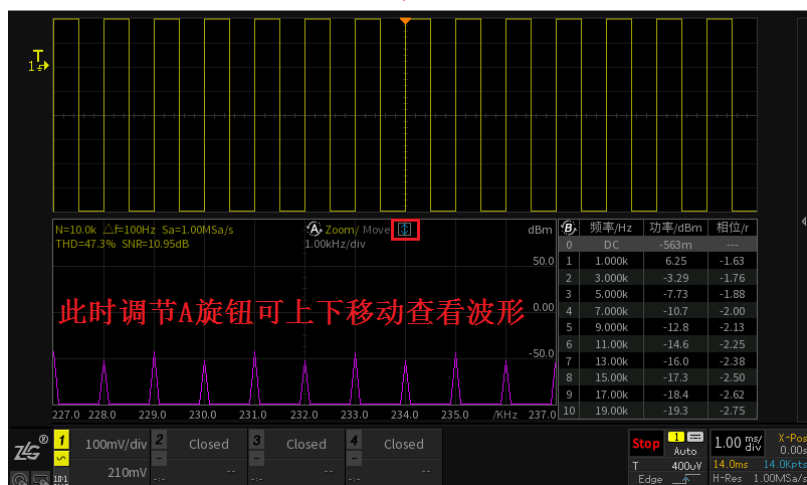 T
1
N=10.0k △f=100Hz Sa=1.00MSa/s
THD=47.3% SNR=10.95dB
A Zoom/ Move
1.00kHz/div
dBm
50.0
0.00
-50.0
此时调节A旋钮可上下移动查看波形
227.0 228.0 229.0 230.0 231.0 232.0 233.0 234.0 235.0 /KHz 237.0
B 频率/Hz 功率/dBm 相位/r
0 DC -563m ---
1 1.000k 6.25 -1.63
2 3.000k -3.29 -1.76
3 5.000k -7.73 -1.88
4 7.000k -10.7 -2.00
5 9.000k -12.8 -2.13
6 11.00k -14.6 -2.25
7 13.00k -16.0 -2.38
8 15.00k -17.3 -2.50
9 17.00k -18.4 -2.62
10 19.00k -19.3 -2.75
ZLG® 1 100mV/div 2 Closed 3 Closed 4 Closed
10:1 210mV -:- -- -:- -- -:- --
Stop 1 Auto 1.00 ms/div X-Pos 0.00s
T 400uV 14.0ms 14.0Kpts
Edge H-Res 1.00MSa/s